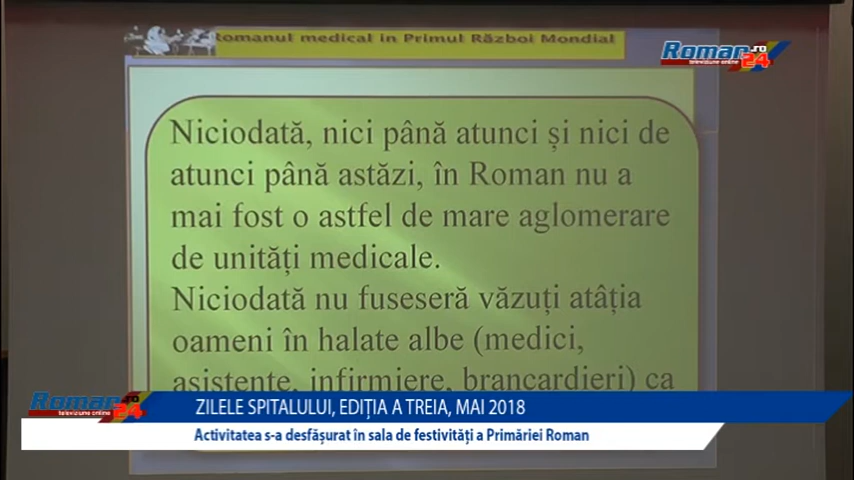 Romanul medical in Primul Război Mondial
Roman.ro
televiziune online
24
Niciodată, nici până atunci și nici de
atunci până astăzi, în Roman nu a
mai fost o astfel de mare aglomerare
de unități medicale.
Niciodată nu fuseseră văzuți atâția
oameni în halate albe (medici,
asistente, infirmiere, brancardieri) ca
Roman.ro
televiziune online
24
ZILELE SPITALULUI, EDIȚIA A TREIA, MAI 2018
Activitatea s-a desfășurat în sala de festivități a Primăriei Roman